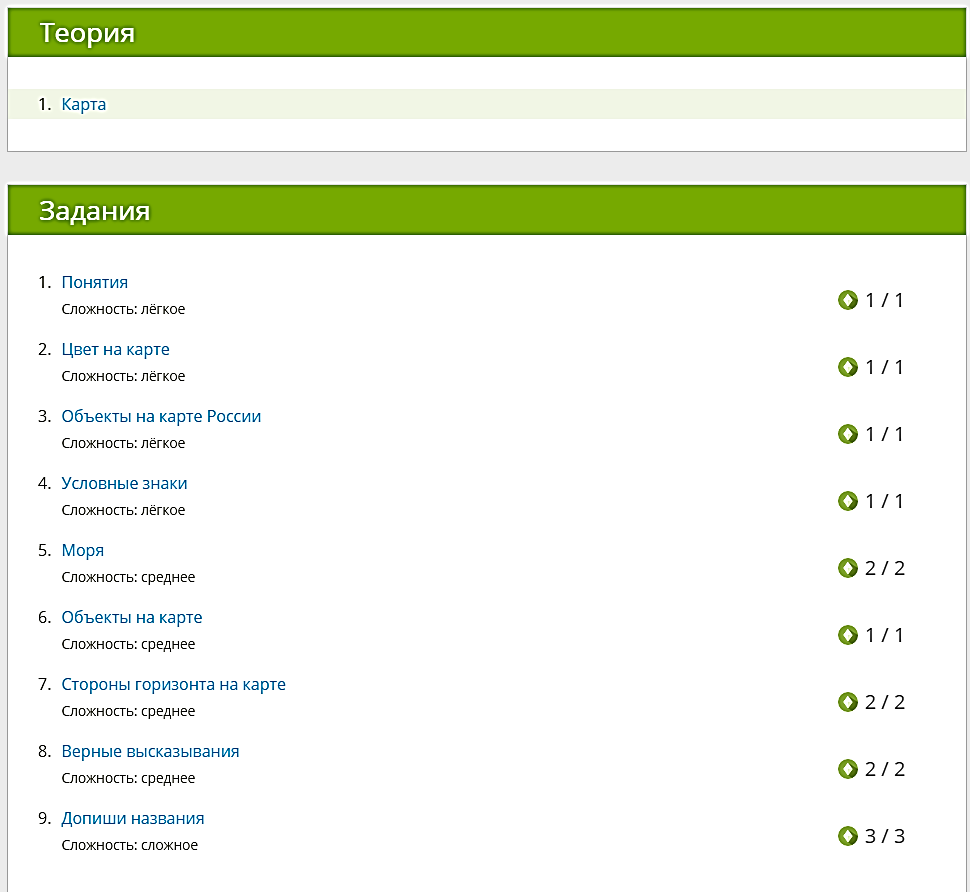 Теория
1. Карта
Задания
1. Понятия
Сложность: лёгкое
1 / 1
2. Цвет на карте
Сложность: лёгкое
1 / 1
3. Объекты на карте России
Сложность: лёгкое
1 / 1
4. Условные знаки
Сложность: лёгкое
1 / 1
5. Моря
Сложность: среднее
2 / 2
6. Объекты на карте
Сложность: среднее
1 / 1
7. Стороны горизонта на карте
Сложность: среднее
2 / 2
8. Верные высказывания
Сложность: среднее
2 / 2
9. Допиши названия
Сложность: сложное
3 / 3